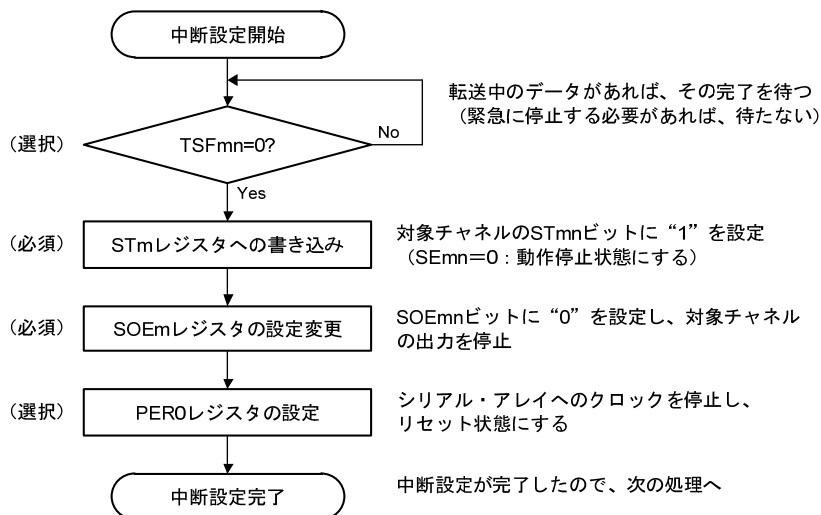 中断設定開始
転送中のデータがあれば、その完了を待つ
（緊急に停止する必要があれば、待たない）
（選択）
TSFmn=0?
No
Yes
（必須）
STmレジスタへの書き込み
対象チャネルのSTmnビットに“1”を設定
（SEmn＝0：動作停止状態にする）
（必須）
SOEmレジスタの設定変更
SOEmnビットに“0”を設定し、対象チャネル
の出力を停止
（選択）
PER0レジスタの設定
シリアル・アレイへのクロックを停止し、
リセット状態にする
中断設定完了
中断設定が完了したので、次の処理へ